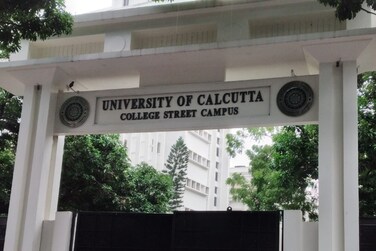 UNIVERSITY OF CALCUTTA
COLLEGE STREET CAMPUS